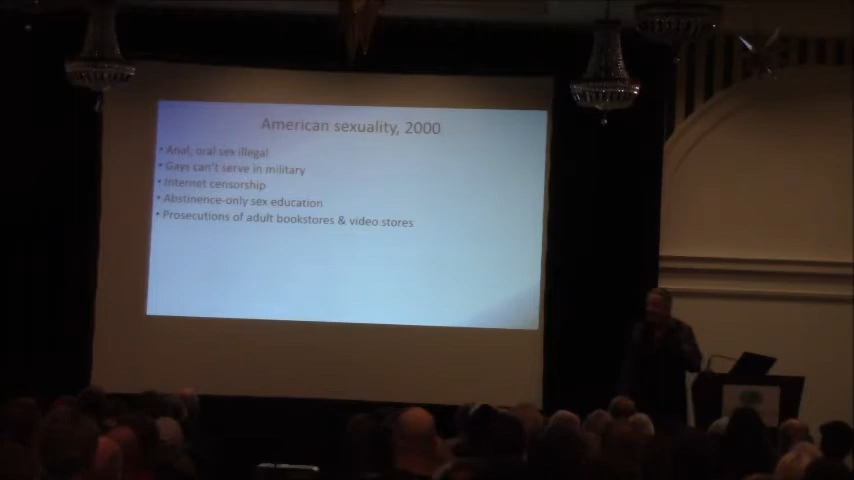 American sexuality, 2000
• Anal, oral sex illegal
• Gays can't serve in military
• Internet censorship
• Abstinence-only sex education
• Prosecutions of adult bookstores & video stores